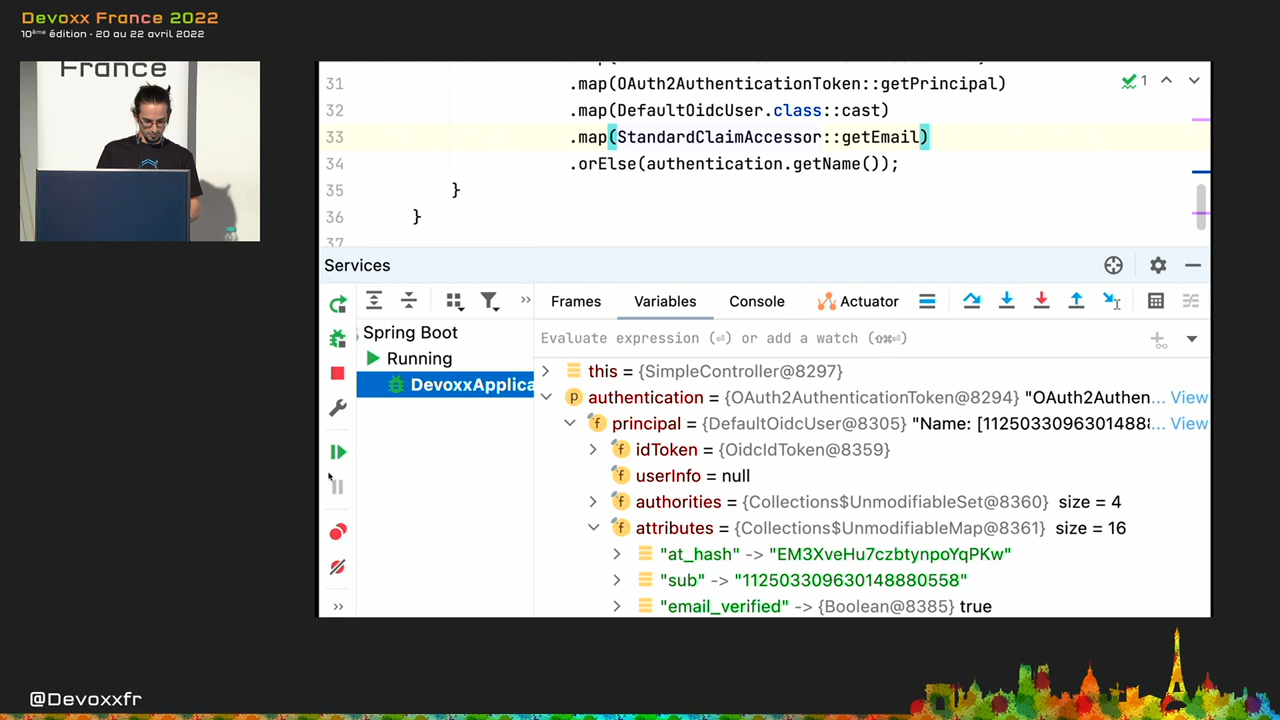 Devoxx France 2022
10ème édition - 20 au 22 avril 2022
France
31 .map(OAuth2AuthenticationToken::getPrincipal)
32 .map(DefaultOidcUser.class::cast)
33 .map(StandardClaimAccessor::getEmail)
34 .orElse(authentication.getName());
35 }
36 }
37
1
Services
Frames Variables Console Actuator
Spring Boot
Running
DevoxxApplica
Evaluate expression (⏎) or add a watch (⇧⌘⏎)
this = {SimpleController@8297}
authentication = {OAuth2AuthenticationToken@8294} "OAuth2Authen... View
principal = {DefaultOidcUser@8305} "Name: [1125033096301488... View
idToken = {OidcIdToken@8359}
userInfo = null
authorities = {Collections$UnmodifiableSet@8360} size = 4
attributes = {Collections$UnmodifiableMap@8361} size = 16
"at_hash" -> "EM3XveHu7czbtynpoYqPKw"
"sub" -> "112503309630148880558"
"email_verified" -> {Boolean@8385} true
@Devoxxfr